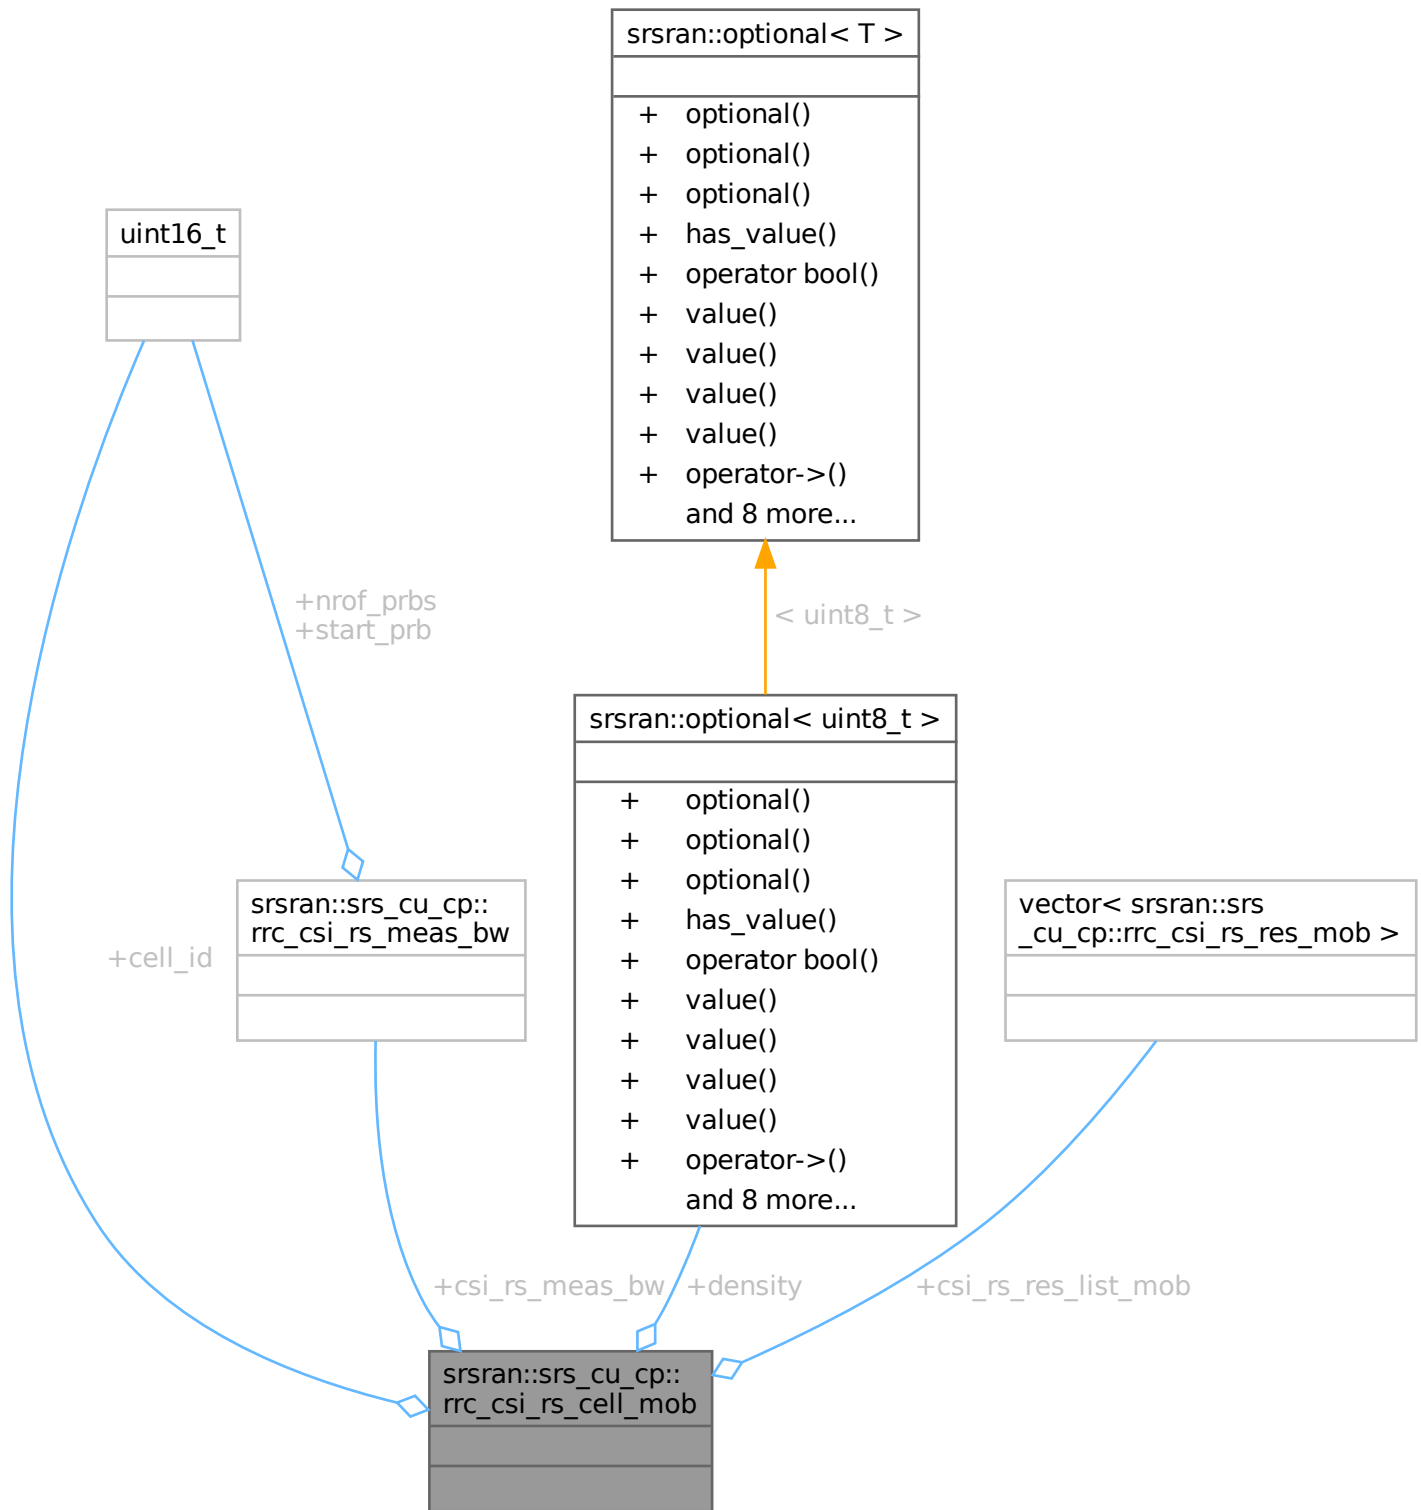 srsran::optional< T >
+ optional()
+ optional()
+ optional()
+ has_value()
+ operator bool()
+ value()
+ value()
+ value()
+ value()
+ operator->()
and 8 more...
uint16_t
+nrof_prbs
+start_prb
< uint8_t >
srsran::optional< uint8_t >
+ optional()
+ optional()
+ optional()
+ has_value()
+ operator bool()
+ value()
+ value()
+ value()
+ value()
+ operator->()
and 8 more...
srsran::srs_cu_cp::
rrc_csi_rs_meas_bw
vector< srsran::srs
_cu_cp::rrc_csi_rs_res_mob >
+cell_id
+csi_rs_meas_bw
+density
+csi_rs_res_list_mob
srsran::srs_cu_cp::
rrc_csi_rs_cell_mob